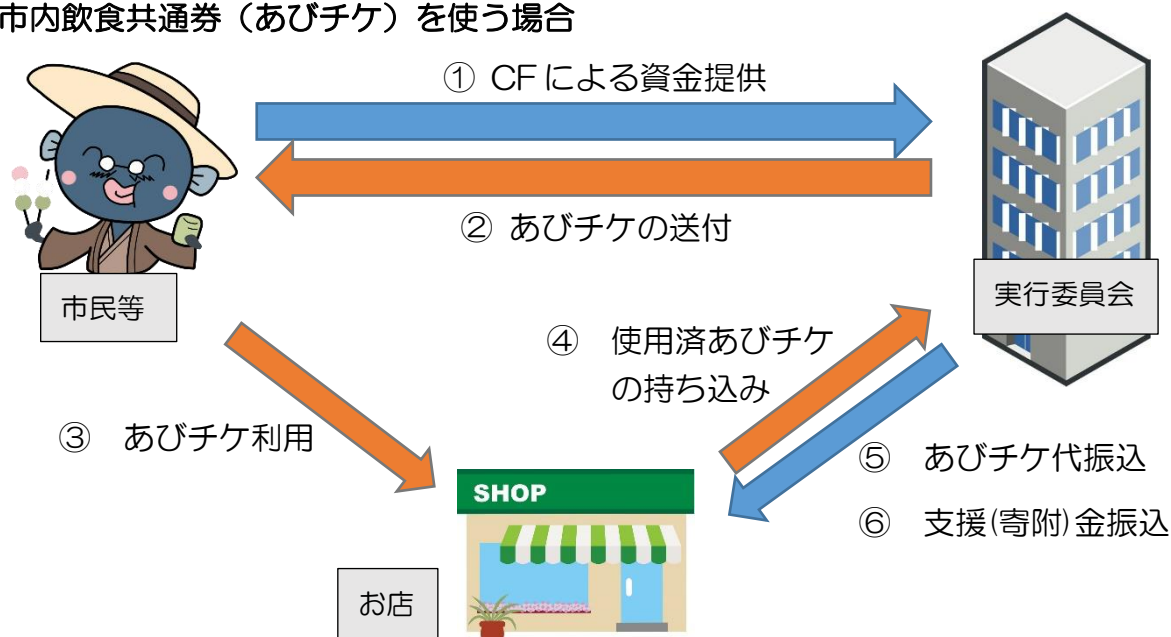 市内飲食共通券（あびチケ）を使う場合
① CFによる資金提供
② あびチケの送付
市民等
実行委員会
④ 使用済あびチケ
の持ち込み
③ あびチケ利用
⑤ あびチケ代振込
SHOP
⑥ 支援(寄附)金振込
お店